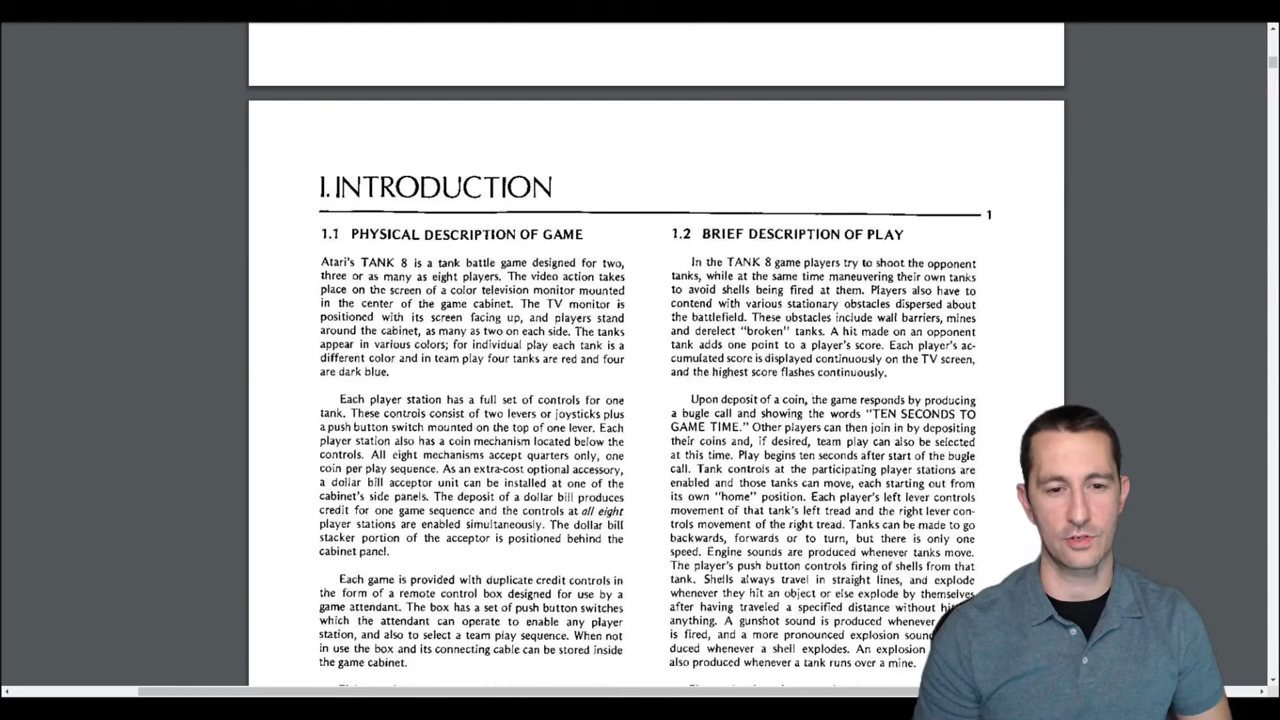 I. INTRODUCTION
1
1.1 PHYSICAL DESCRIPTION OF GAME
Atari's TANK 8 is a tank battle game designed for two,
three or as many as eight players. The video action takes
place on the screen of a color television monitor mounted
in the center of the game cabinet. The TV monitor is
positioned with its screen facing up, and players stand
around the cabinet, as many as two on each side. The tanks
appear in various colors; for individual play each tank is a
different color and in team play four tanks are red and four
are dark blue.
Each player station has a full set of controls for one
tank. These controls consist of two levers or joysticks plus
a push button switch mounted on the top of one lever. Each
player station also has a coin mechanism located below the
controls. All eight mechanisms accept quarters only, one
coin per play sequence. As an extra-cost optional accessory,
a dollar bill acceptor unit can be installed at one of the
cabinet's side panels. The deposit of a dollar bill produces
credit for one game sequence and the controls at all eight
player stations are enabled simultaneously. The dollar bill
stacker portion of the acceptor is positioned behind the
cabinet panel.
Each game is provided with duplicate credit controls in
the form of a remote control box designed for use by a
game attendant. The box has a set of push button switches
which the attendant can operate to enable any player
station, and also to select a team play sequence. When not
in use the box and its connecting cable can be stored inside
the game cabinet.
1.2 BRIEF DESCRIPTION OF PLAY
In the TANK 8 game players try to shoot the opponent
tanks, while at the same time maneuvering their own tanks
to avoid shells being fired at them. Players also have to
contend with various stationary obstacles dispersed about
the battlefield. These obstacles include wall barriers, mines
and derelect "broken" tanks. A hit made on an opponent
tank adds one point to a player's score. Each player's ac-
cumulated score is displayed continuously on the TV screen,
and the highest score flashes continuously.
Upon deposit of a coin, the game responds by producing
a bugle call and showing the words "TEN SECONDS TO
GAME TIME." Other players can then join in by depositing
their coins and, if desired, team play can also be selected
at this time. Play begins ten seconds after start of the bugle
call. Tank controls at the participating player stations are
enabled and those tanks can move, each starting out from
its own "home" position. Each player's left lever controls
movement of that tank's left tread and the right lever con-
trols movement of the right tread. Tanks can be made to go
backwards, forwards or to turn, but there is only one
speed. Engine sounds are produced whenever tanks move.
The player's push button controls firing of shells from that
tank. Shells always travel in straight lines, and explode
whenever they hit an object or else explode by themselves
after having traveled a specified distance without
anything. A gunshot sound is produced whenever
is fired, and a more pronounced explosion
duced whenever a shell explodes. An explosion
also produced whenever a tank runs over a mine.